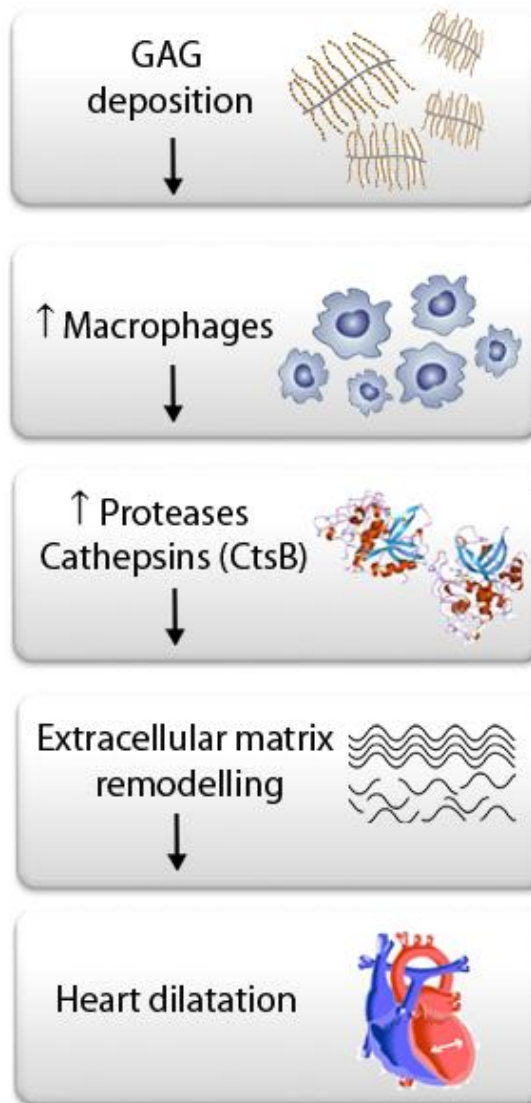 GAG
deposition
↑ Macrophages
↑ Proteases
Cathepsins (CtsB)
Extracellular matrix
remodelling
Heart dilatation